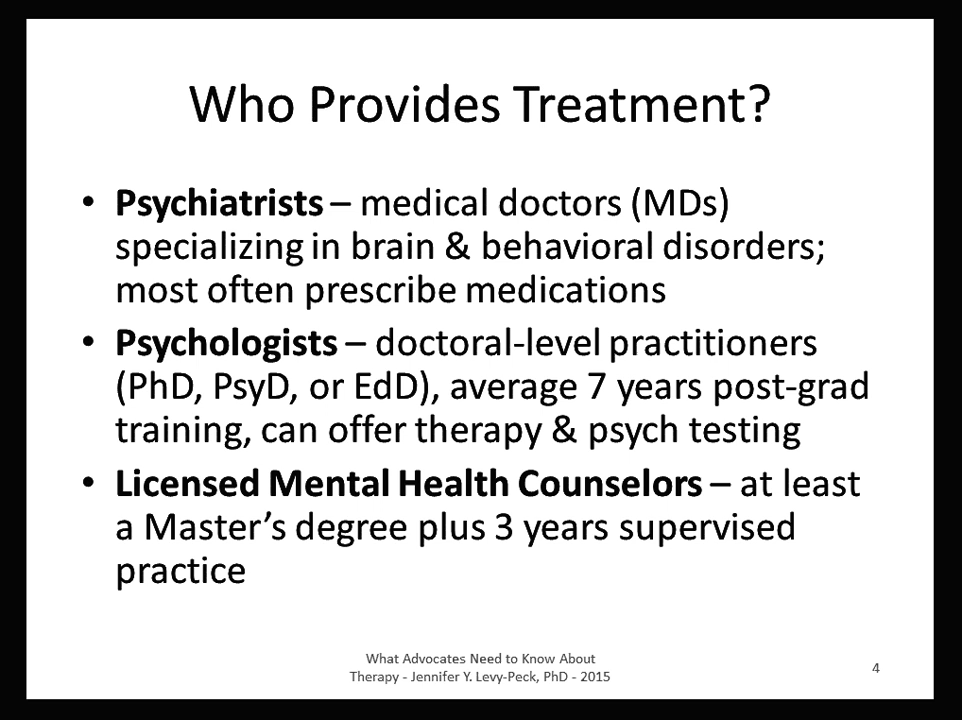 Who Provides Treatment?
• Psychiatrists – medical doctors (MDs)
specializing in brain & behavioral disorders;
most often prescribe medications
• Psychologists – doctoral-level practitioners
(PhD, PsyD, or EdD), average 7 years post-grad
training, can offer therapy & psych testing
• Licensed Mental Health Counselors – at least
a Master’s degree plus 3 years supervised
practice
What Advocates Need to Know About
Therapy - Jennifer Y. Levy-Peck, PhD - 2015
4